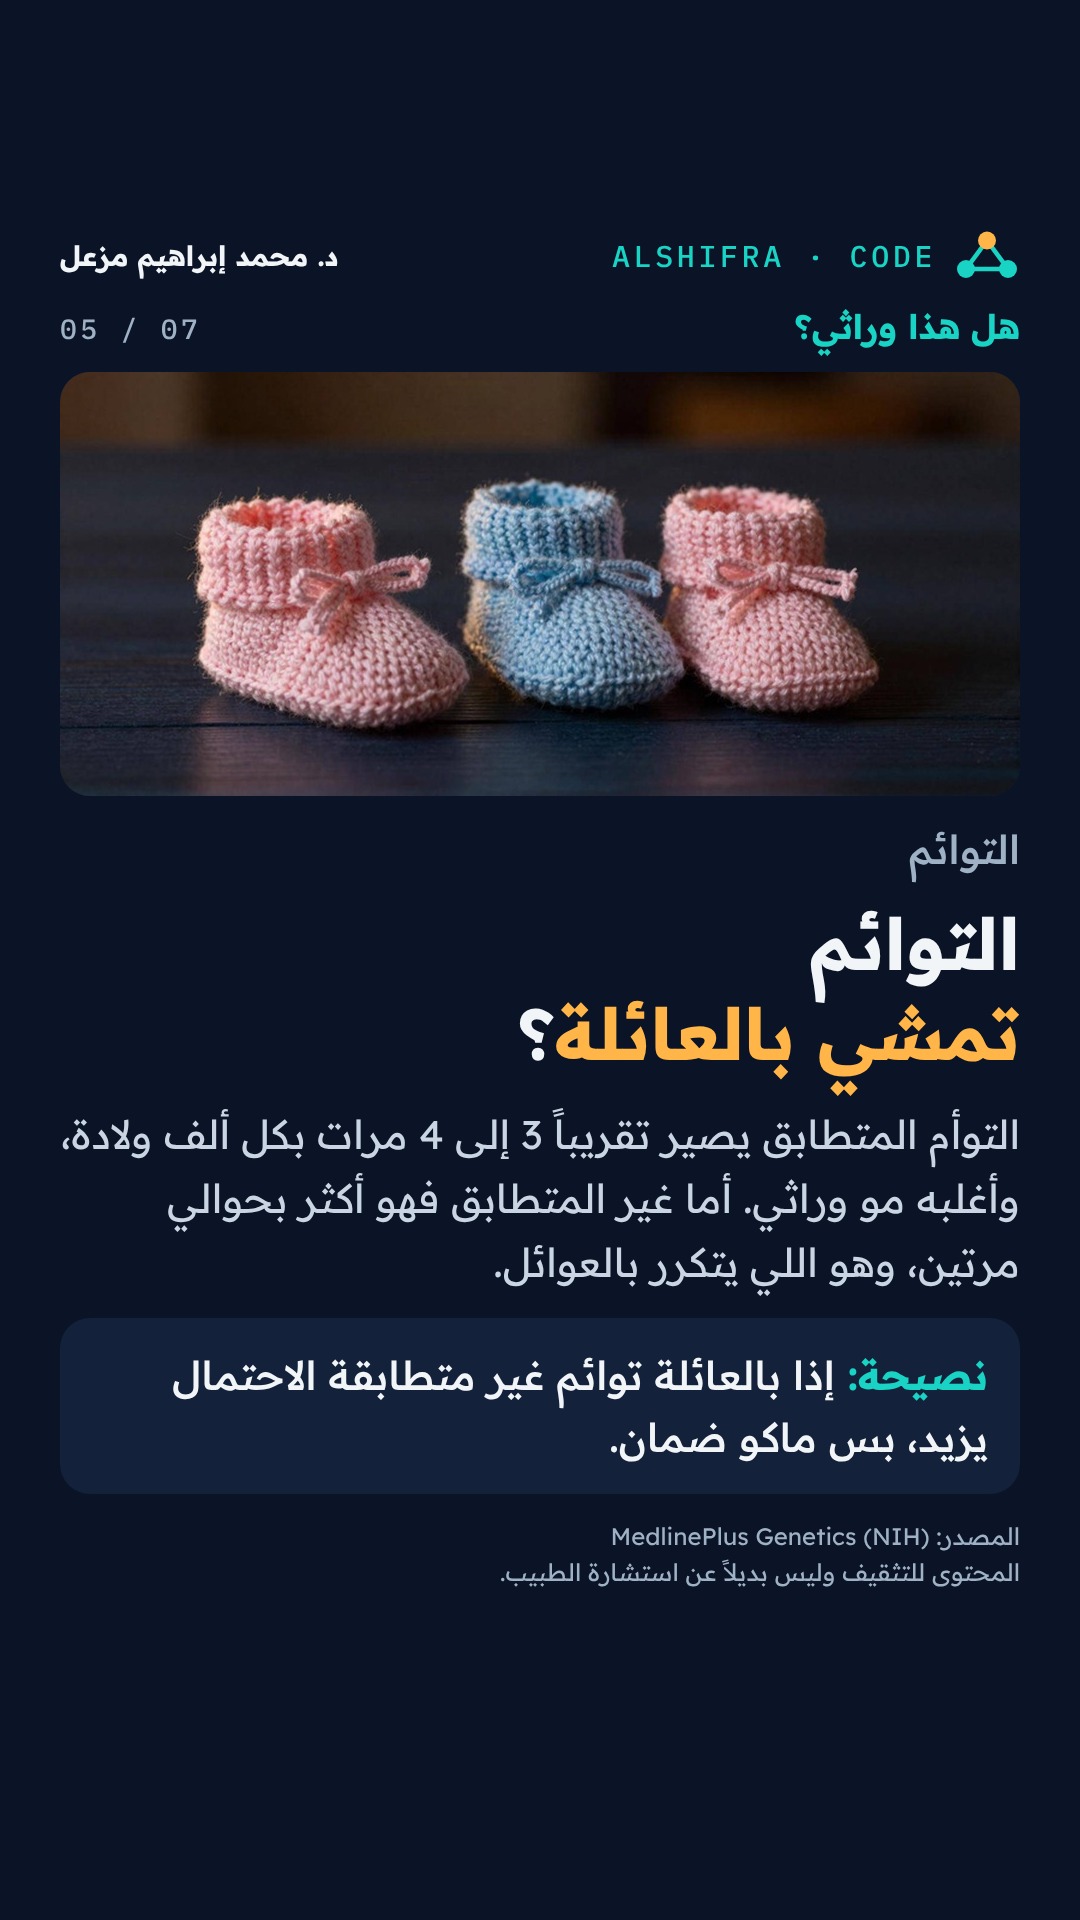 ALSHIFRA · CODE
د. محمد إبراهيم مزعل
هل هذا وراثي؟
05 / 07
التوائم
التوائم
تمشي بالعائلة؟
التوأم المتطابق يصير تقريباً 3 إلى 4 مرات بكل ألف ولادة،
وأغلبه مو وراثي. أما غير المتطابق فهو أكثر بحوالي
مرتين، وهو اللي يتكرر بالعوائل.
نصيحة: إذا بالعائلة توائم غير متطابقة الاحتمال
يزيد، بس ماكو ضمان.
المصدر: MedlinePlus Genetics (NIH)
المحتوى للتثقيف وليس بديلاً عن استشارة الطبيب.